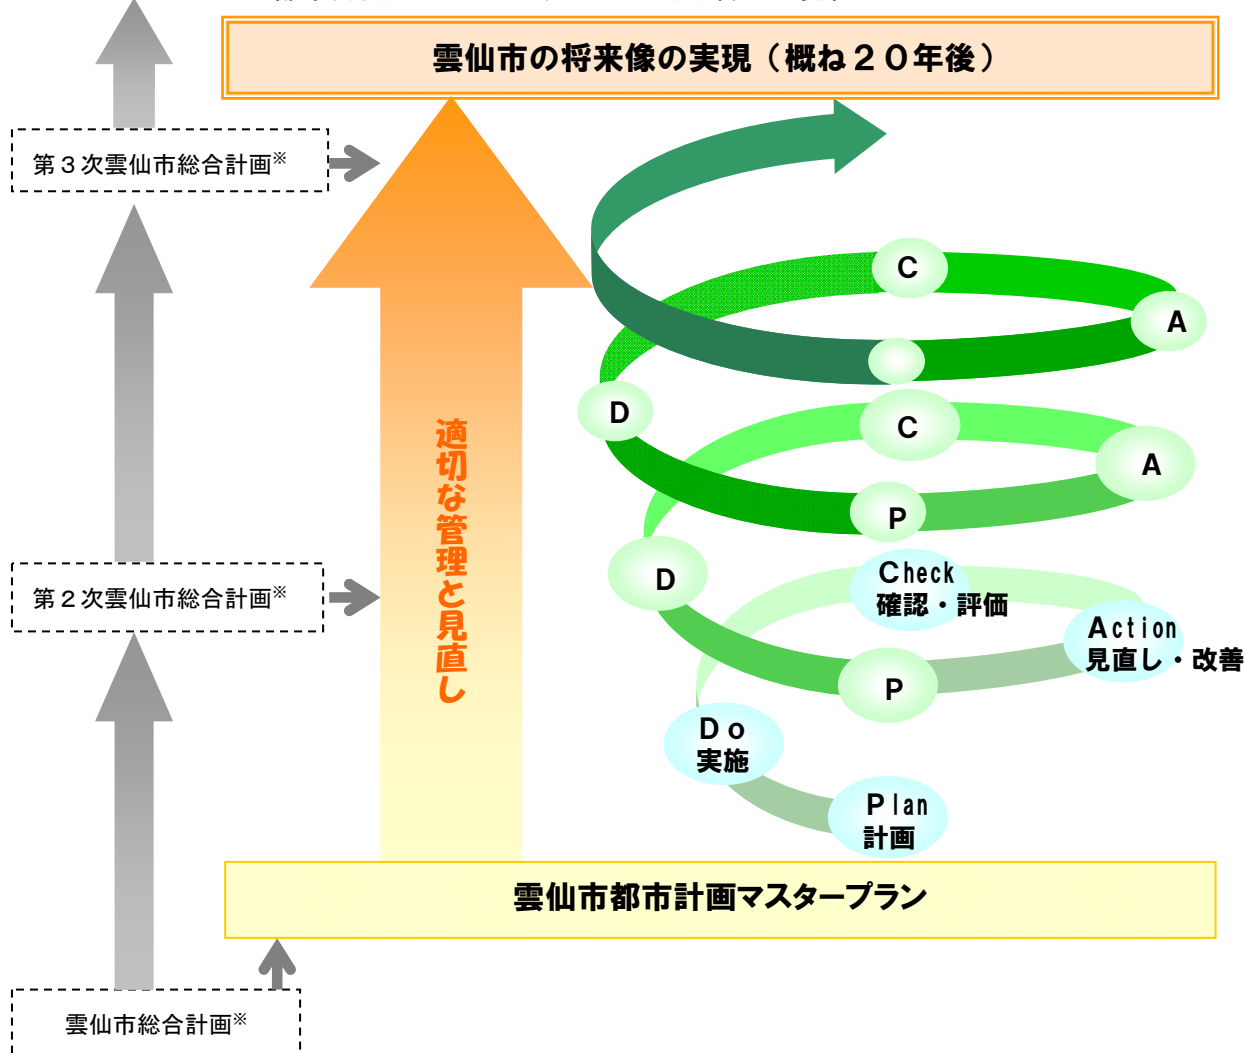 雲仙市の将来像の実現（概ね２０年後）
第３次雲仙市総合計画※
C
A
D
C
A
P
適切な管理と見直し
第２次雲仙市総合計画※
D
P
Check
確認・評価
Action
見直し・改善
Do
実施
Plan
計画
雲仙市都市計画マスタープラン
雲仙市総合計画※